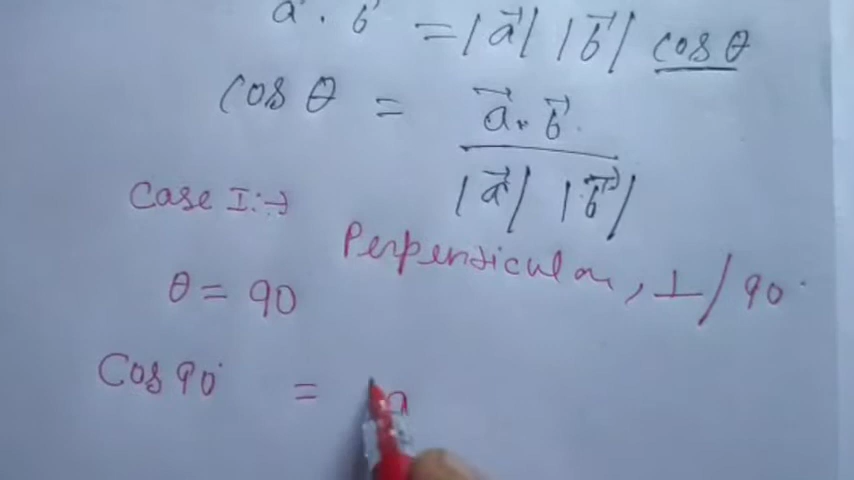 a⃗ . b⃗ = |a⃗| |b⃗| cos θ
cos θ = a⃗ . b⃗ / |a⃗| |b⃗|
Case I :→
Perpendicular, ⊥ / 90°
θ = 90
Cos 90° = a